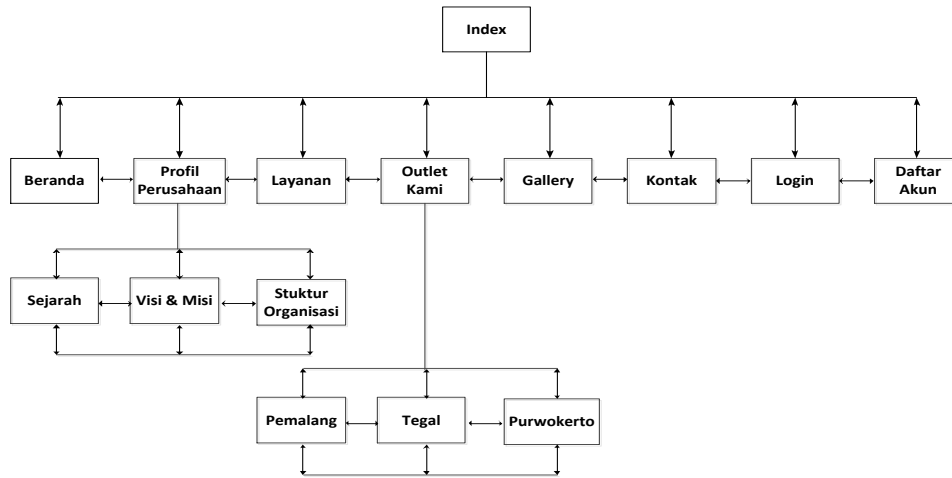 Index
Beranda
Profil
Perusahaan
Layanan
Outlet
Kami
Gallery
Kontak
Login
Daftar
Akun
Sejarah
Visi & Misi
Stuktur
Organisasi
Pemalang
Tegal
Purwokerto